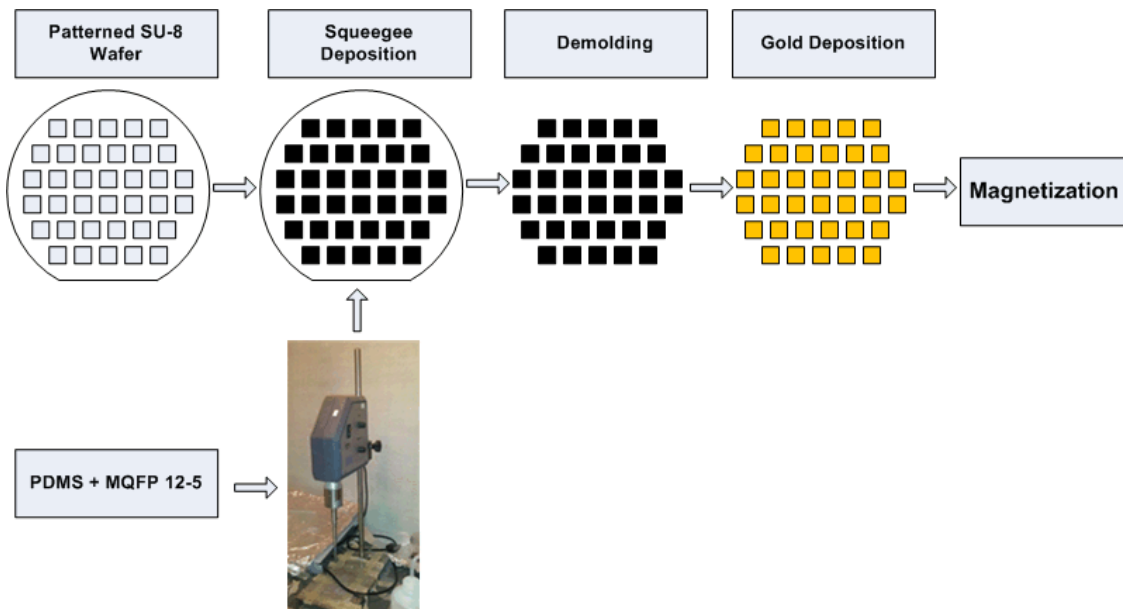 Patterned SU-8
Wafer
Squeegee
Deposition
Demolding
Gold Deposition
Magnetization
PDMS + MQFP 12-5